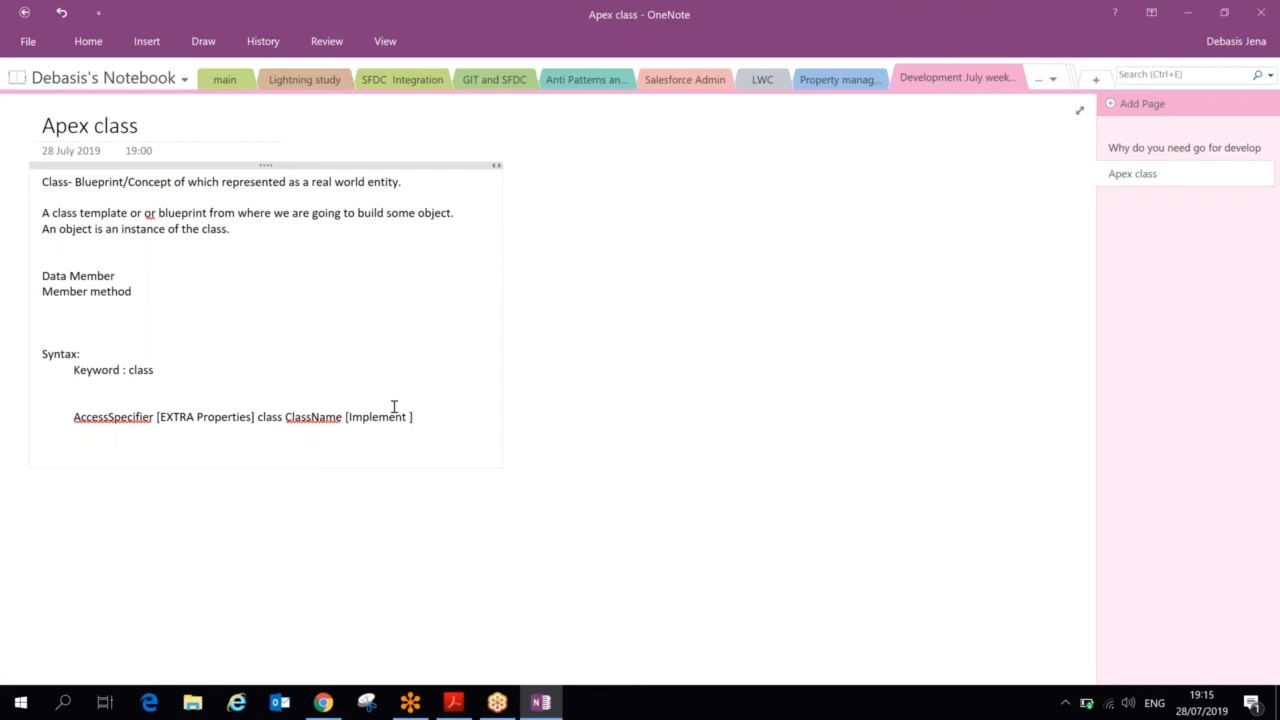 Apex class - OneNote
?
File Home Insert Draw History Review View
Debasis Jena
Debasis's Notebook
main
Lightning study
SFDC Integration
GIT and SFDC
Anti Patterns an...
Salesforce Admin
LWC
Property manag...
Development July week...
...
Search (Ctrl+E)
Add Page
Why do you need go for develop
Apex class
Apex class
28 July 2019 19:00
Class- Blueprint/Concept of which represented as a real world entity.
A class template or or blueprint from where we are going to build some object.
An object is an instance of the class.
Data Member
Member method
Syntax:
Keyword : class
AccessSpecifier [EXTRA Properties] class ClassName [Implement ]
ENG
19:15
28/07/2019
1